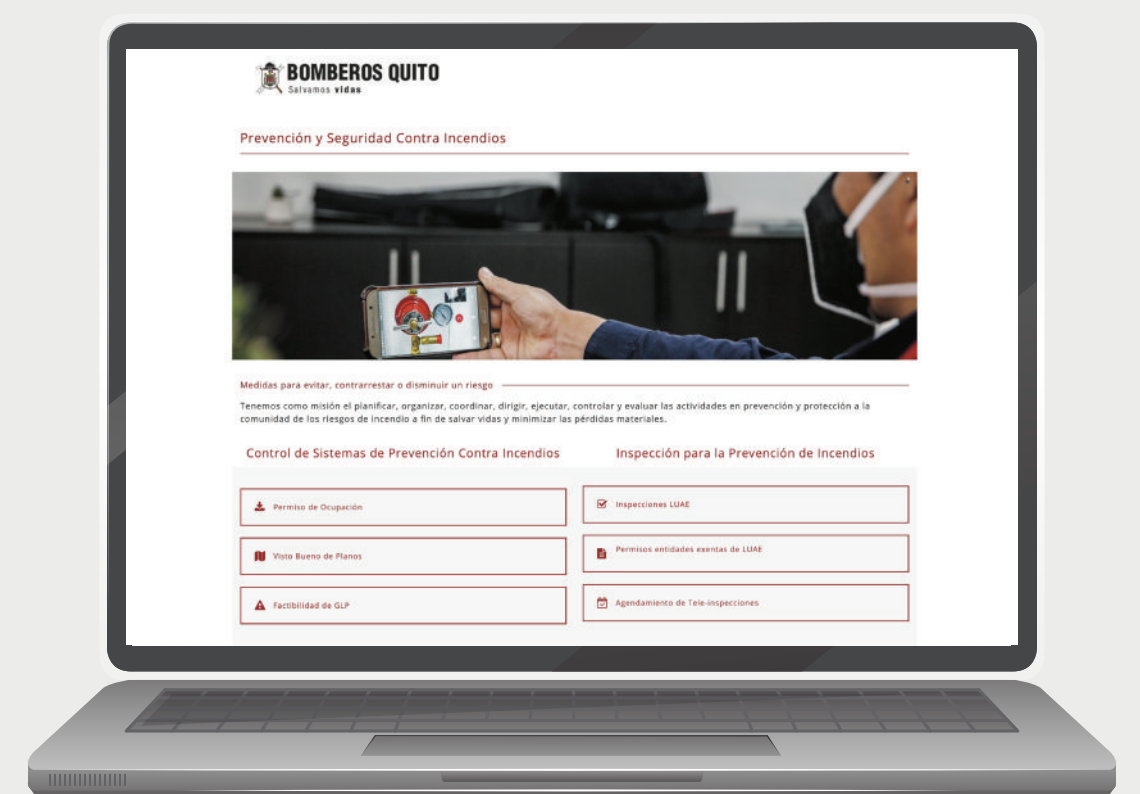 BOMBEROS QUITO
Salvamos vidas
Prevención y Seguridad Contra Incendios
Medidas para evitar, contrarrestar o disminuir un riesgo
Tenemos como misión el planificar, organizar, coordinar, dirigir, ejecutar, controlar y evaluar las actividades en prevención y protección a la
comunidad de los riesgos de incendio a fin de salvar vidas y minimizar las pérdidas materiales.
Control de Sistemas de Prevención Contra Incendios
Permiso de Ocupación
Visto Bueno de Planos
Factibilidad de GLP
Inspección para la Prevención de Incendios
Inspecciones LUAE
Permisos entidades exentas de LUAE
Agendamiento de Tele-inspecciones